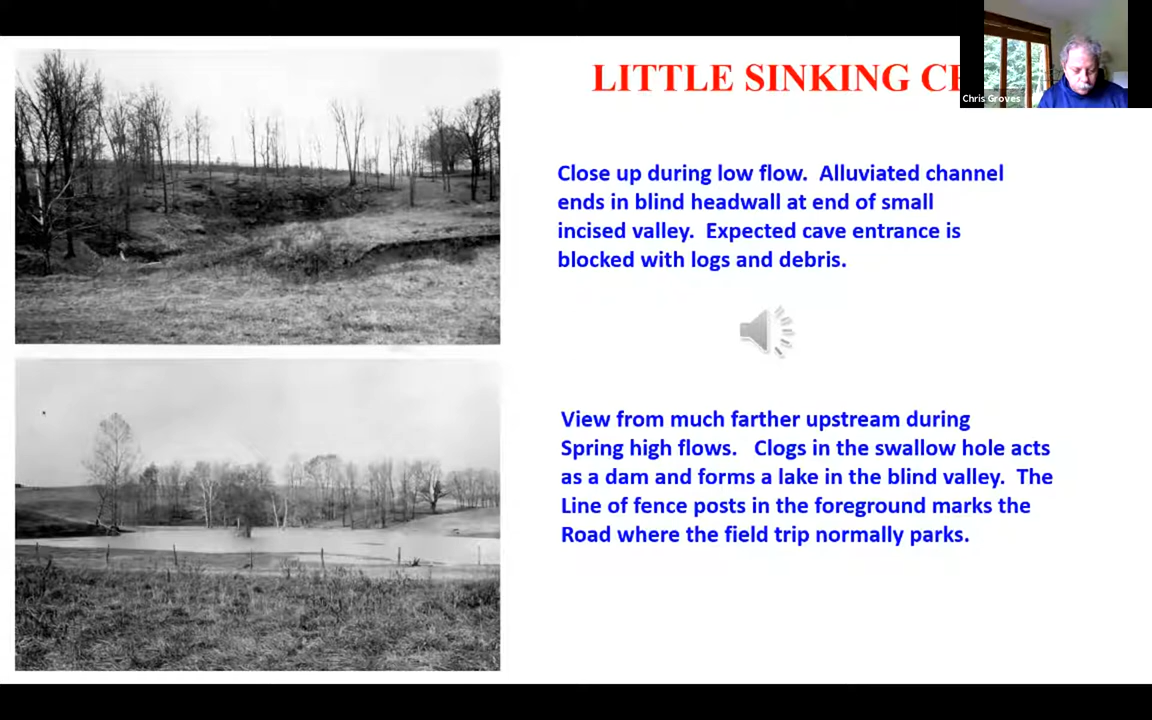 LITTLE SINKING
Chris Groves
Close up during low flow.  Alluviated channel
ends in blind headwall at end of small
incised valley.  Expected cave entrance is
blocked with logs and debris.
View from much farther upstream during
Spring high flows.   Clogs in the swallow hole acts
as a dam and forms a lake in the blind valley.  The
Line of fence posts in the foreground marks the
Road where the field trip normally parks.